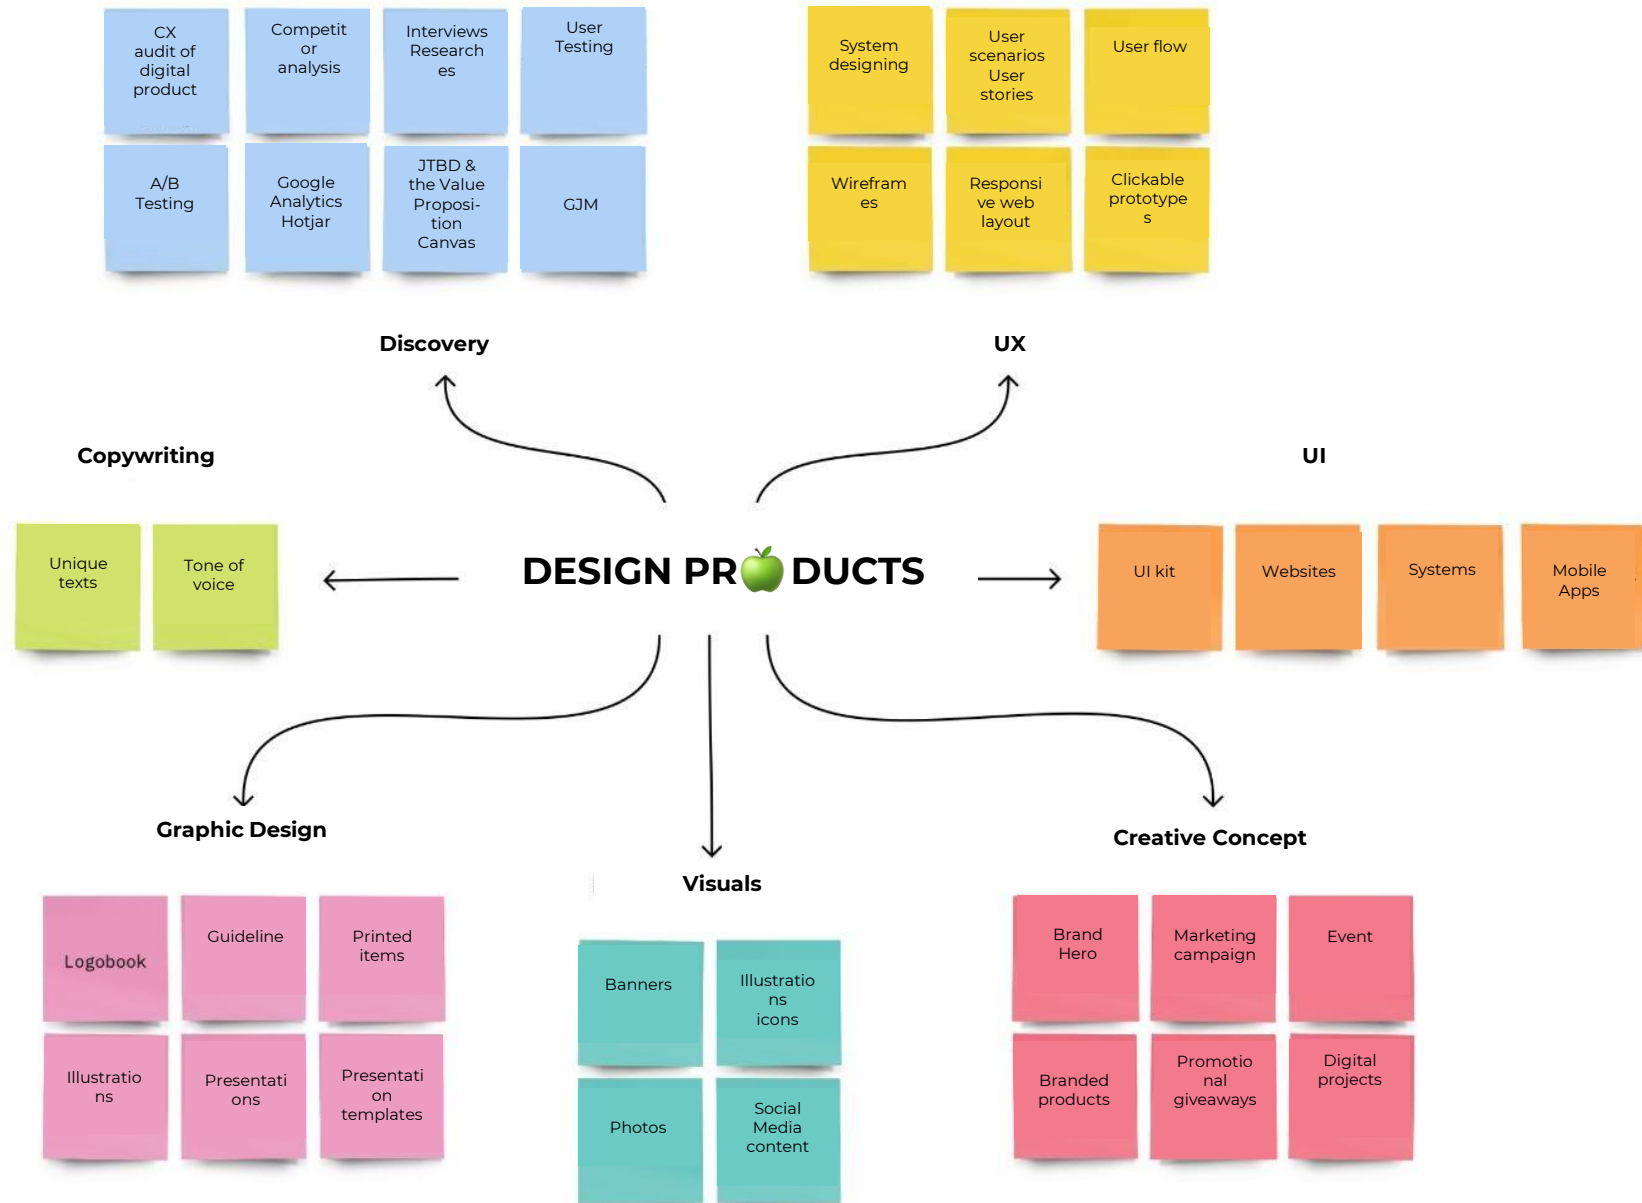 CX
audit of
digital
product
Competit
or
analysis
Interviews
Research
es
User
Testing
A/B
Testing
Google
Analytics
Hotjar
JTBD &
the Value
Proposi-
tion
Canvas
GJM
Discovery
System
designing
User
scenarios
User
stories
User flow
Wirefram
es
Responsi
ve web
layout
Clickable
prototype
s
UX
Copywriting
Unique
texts
Tone of
voice
DESIGN PR🍏DUCTS
UI
UI kit
Websites
Systems
Mobile
Apps
Graphic Design
Logobook
Guideline
Printed
items
Illustratio
ns
Presentati
ons
Presentati
on
templates
Visuals
Banners
Illustratio
ns
icons
Photos
Social
Media
content
Creative Concept
Brand
Hero
Marketing
campaign
Event
Branded
products
Promotio
nal
giveaways
Digital
projects